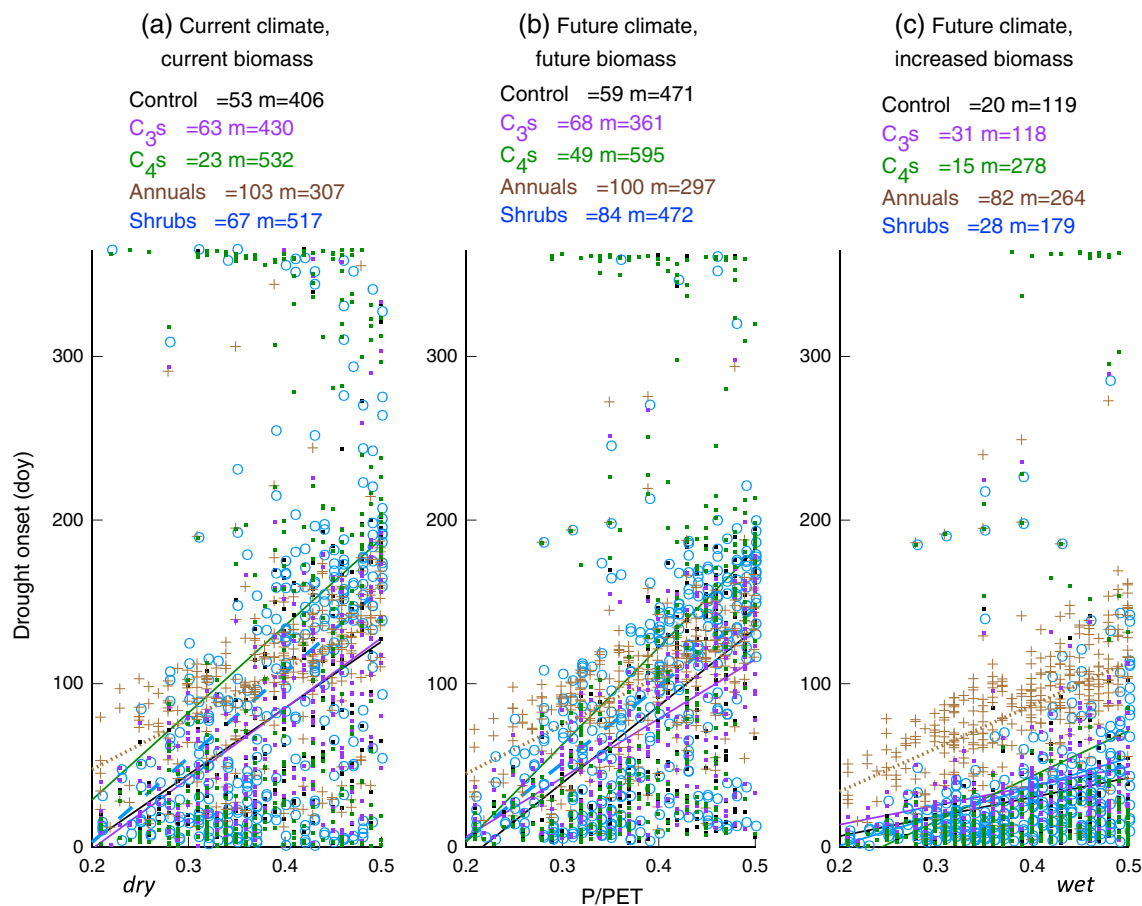 (a) Current climate,
current biomass
Control =53 m=406
C3s =63 m=430
C4s =23 m=532
Annuals =103 m=307
Shrubs =67 m=517
(b) Future climate,
future biomass
Control =59 m=471
C3s =68 m=361
C4s =49 m=595
Annuals =100 m=297
Shrubs =84 m=472
(c) Future climate,
increased biomass
Control =20 m=119
C3s =31 m=118
C4s =15 m=278
Annuals =82 m=264
Shrubs =28 m=179
Drought onset (doy)
300
200
100
0
0.2 0.3 0.4 0.5
dry
300
200
100
0
0.2 0.3 0.4 0.5
P/PET
300
200
100
0
0.2 0.3 0.4 0.5
wet